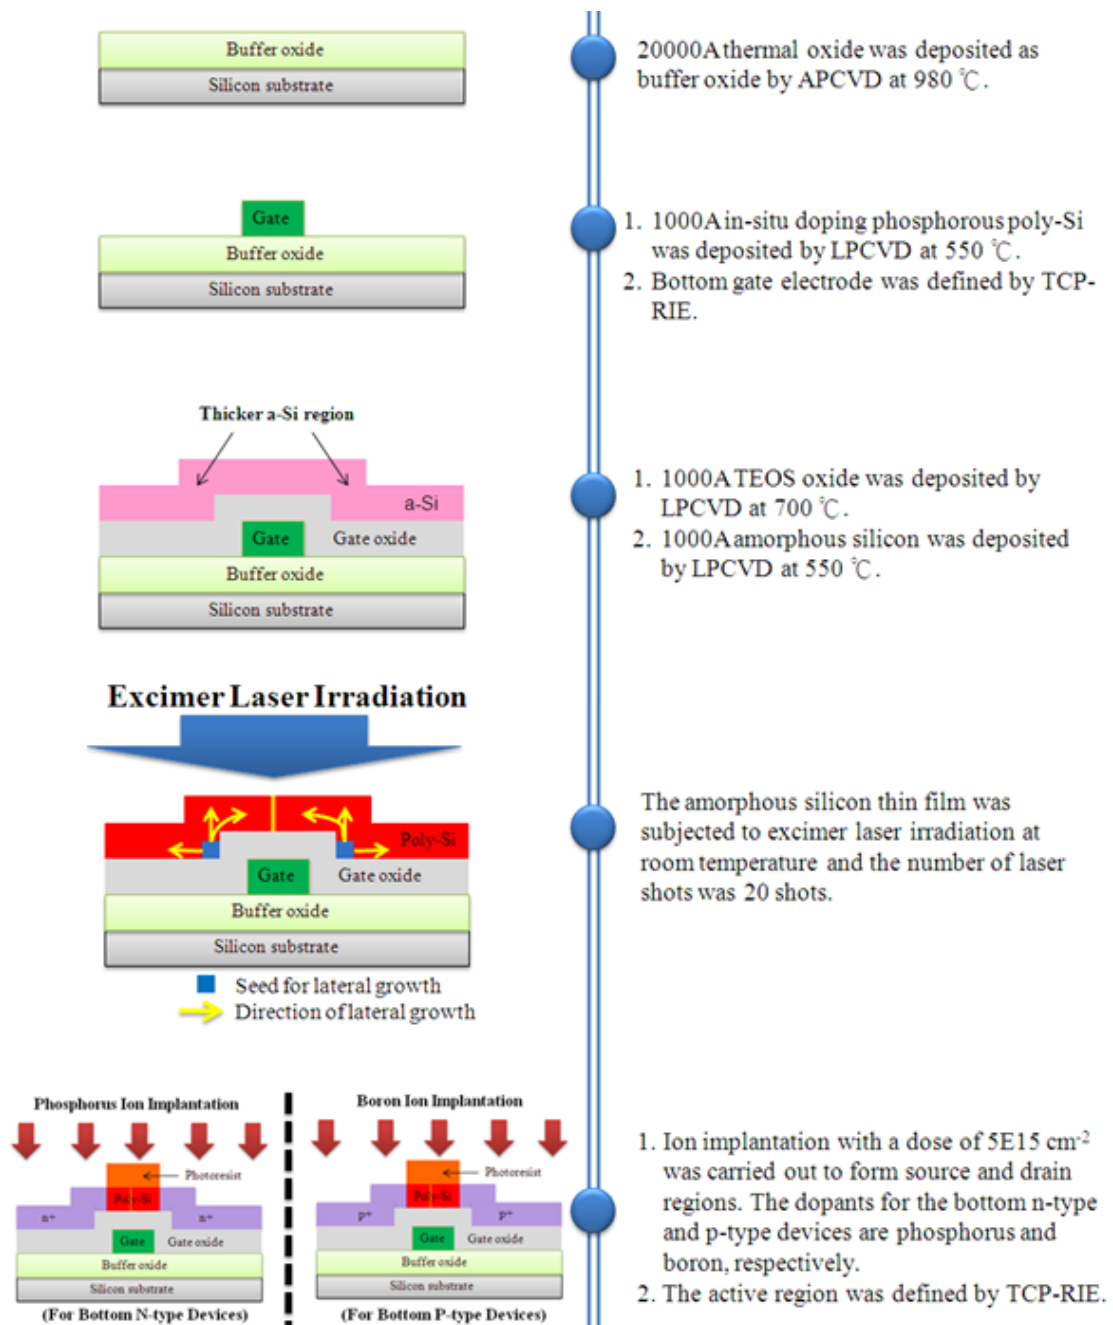 Buffer oxide
Silicon substrate
20000A thermal oxide was deposited as
buffer oxide by APCVD at 980 ℃.
Gate
Buffer oxide
Silicon substrate
1. 1000A in-situ doping phosphorous poly-Si
was deposited by LPCVD at 550 ℃.
2. Bottom gate electrode was defined by TCP-
RIE.
Thicker a-Si region
a-Si
Gate
Gate oxide
Buffer oxide
Silicon substrate
1. 1000A TEOS oxide was deposited by
LPCVD at 700 ℃.
2. 1000A amorphous silicon was deposited
by LPCVD at 550 ℃.
Excimer Laser Irradiation
Poly-Si
Gate
Gate oxide
Buffer oxide
Silicon substrate
Seed for lateral growth
Direction of lateral growth
The amorphous silicon thin film was
subjected to excimer laser irradiation at
room temperature and the number of laser
shots was 20 shots.
Phosphorus Ion Implantation
Photoresist
Poly-Si
n+
n+
Gate
Gate oxide
Buffer oxide
Silicon substrate
(For Bottom N-type Devices)
Boron Ion Implantation
Photoresist
Poly-Si
p+
p+
Gate
Gate oxide
Buffer oxide
Silicon substrate
(For Bottom P-type Devices)
1. Ion implantation with a dose of 5E15 cm-2
was carried out to form source and drain
regions. The dopants for the bottom n-type
and p-type devices are phosphorus and
boron, respectively.
2. The active region was defined by TCP-RIE.